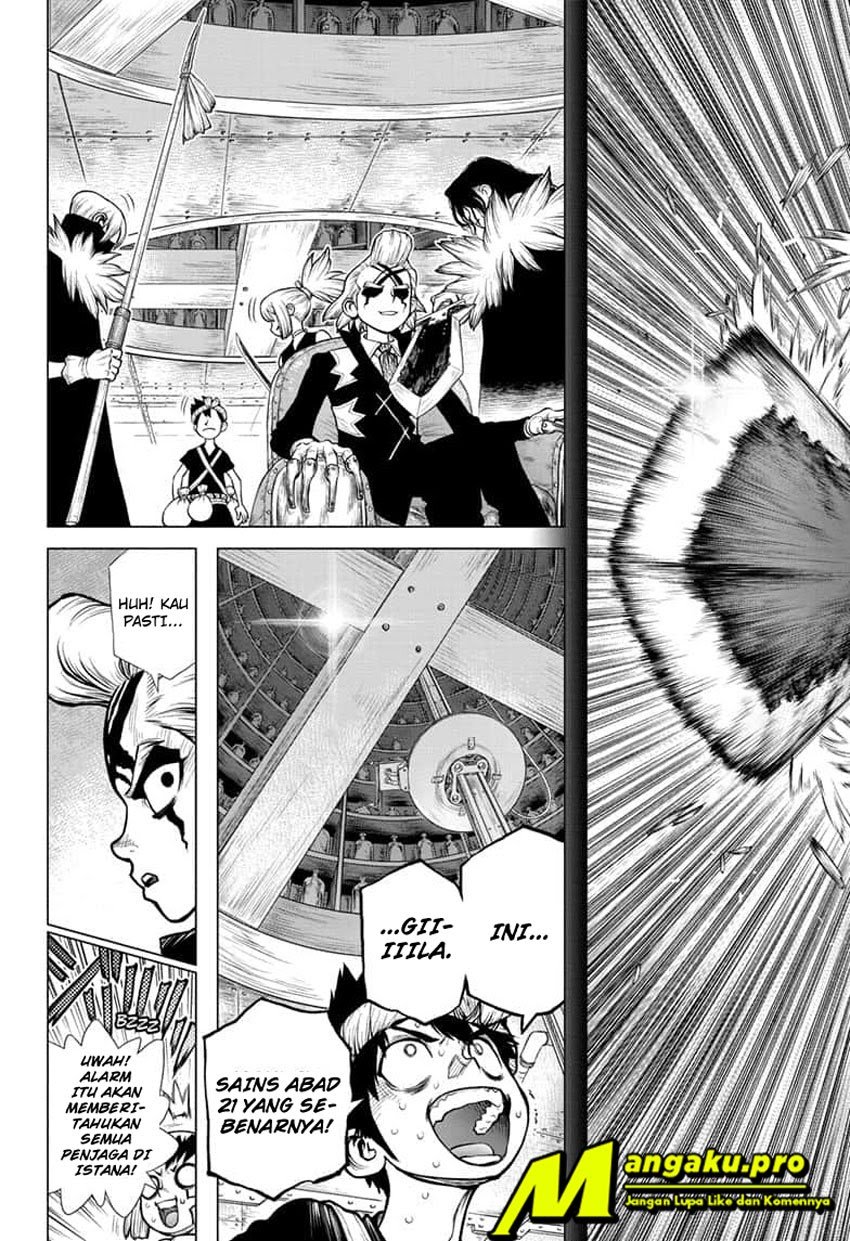 INI...
...GII-
IIILA.
SAINS ABAD
21 YANG SE-
BENARNYA!
HUH! KAU
PASTI...
BZZZ
UWAH!
ALARM
ITU AKAN
MEMBERI-
TAHUKAN
SEMUA
PENJAGA DI
ISTANA!
Mangaku.pro
Jangan Lupa Like dan Komennya